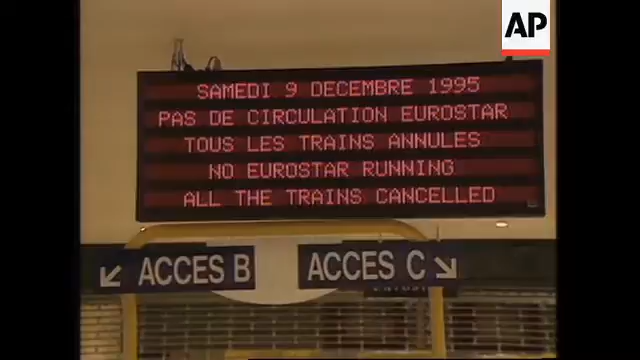 AP
SAMEDI 9 DECEMBRE 1995
PAS DE CIRCULATION EUROSTAR
TOUS LES TRAINS ANNULES
NO EUROSTAR RUNNING
ALL THE TRAINS CANCELLED
ACCES B
ACCES C